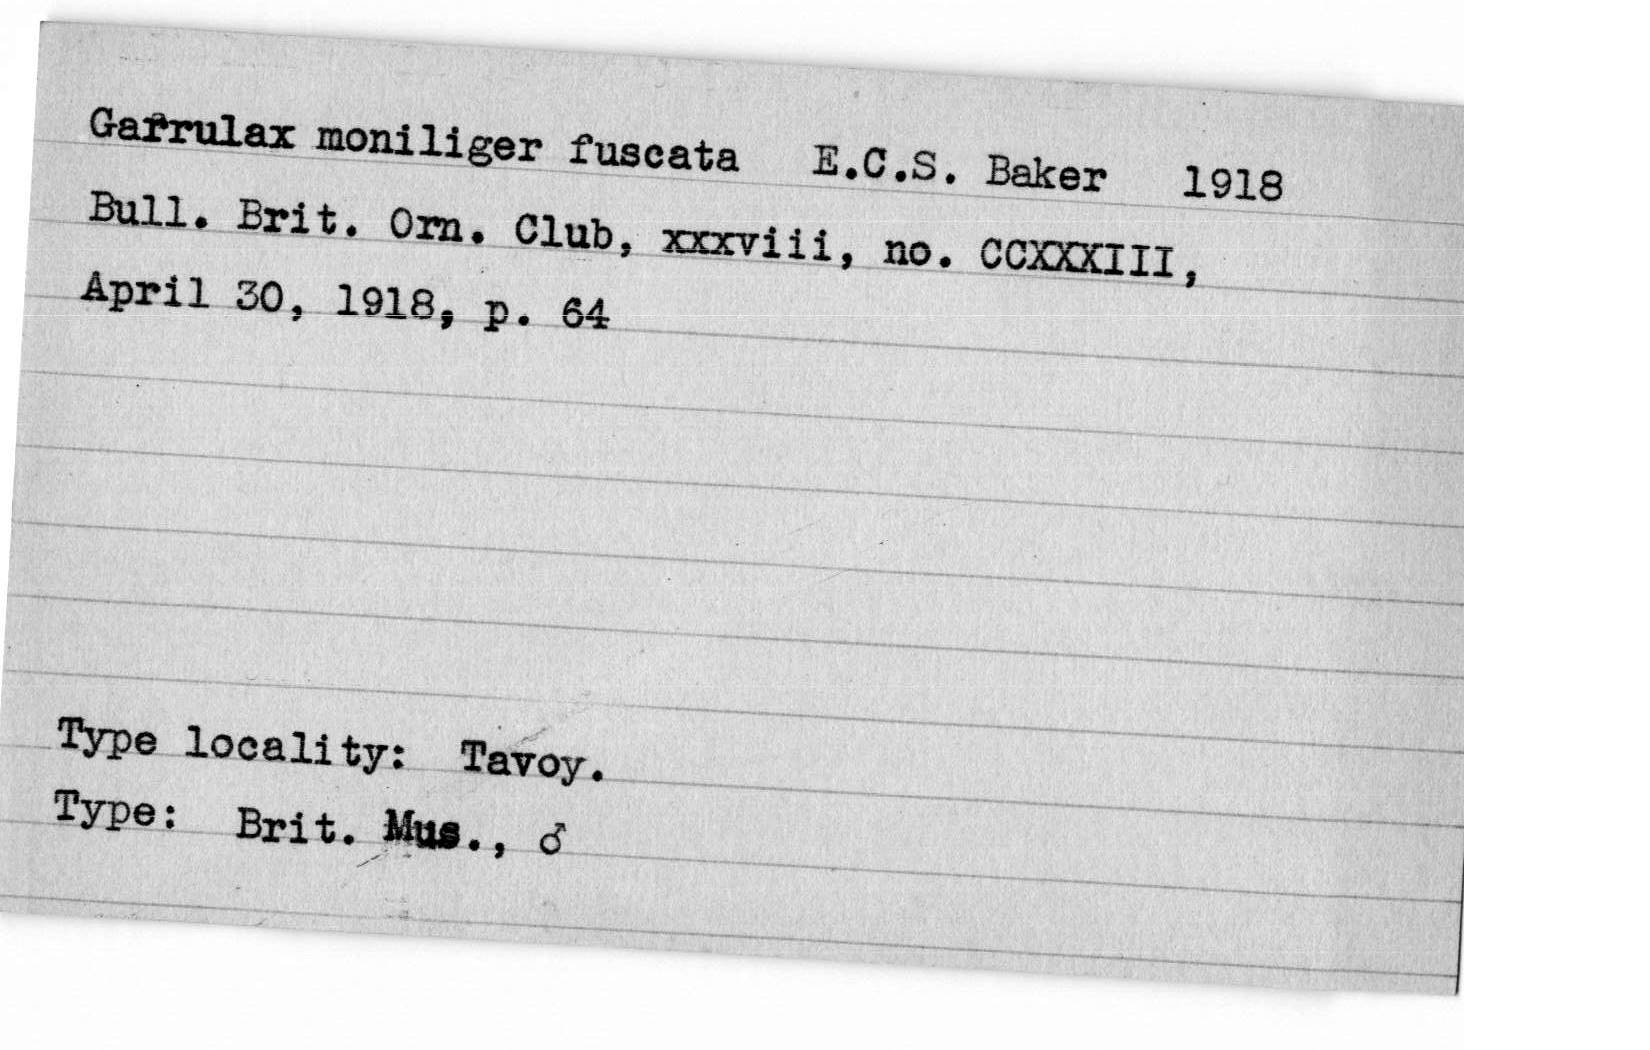 Garrulax moniliger fuscata E.C.S. Baker 1918
Bull. Brit. Orn. Club, xxxviii, no. CCXXXIII,
April 30, 1918, p. 64
Type locality: Tavoy.
Type: Brit. Mus., ♂